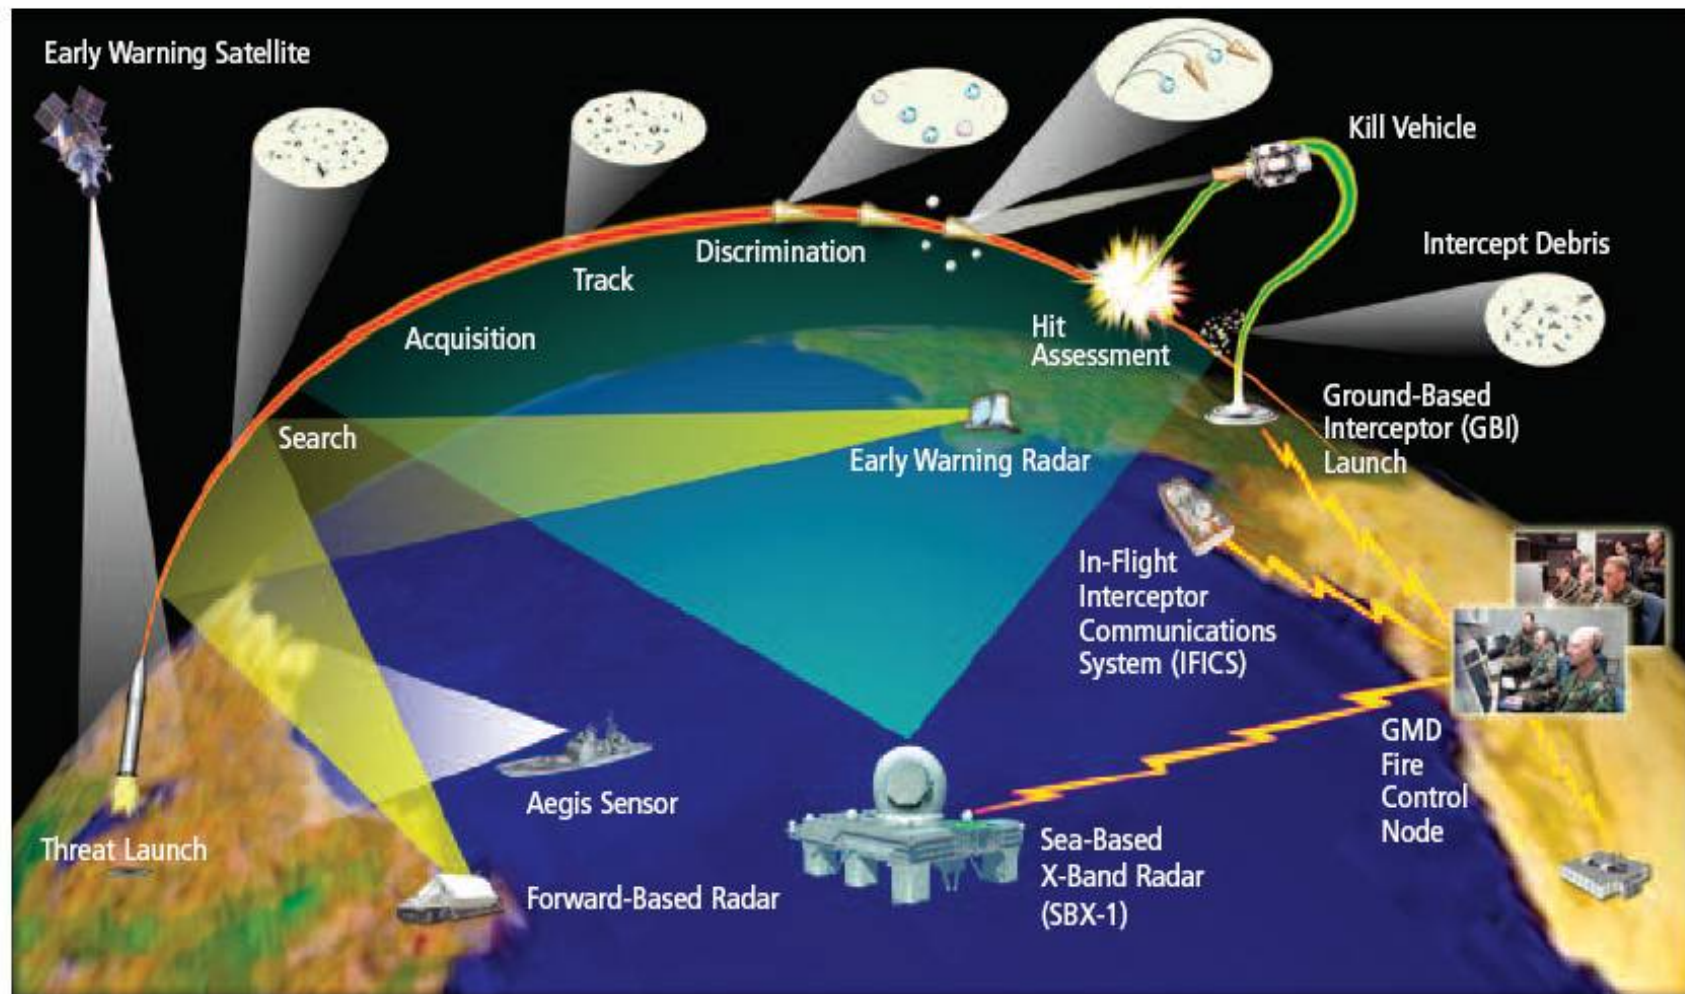 Early Warning Satellite
Kill Vehicle
Intercept Debris
Discrimination
Track
Acquisition
Hit
Assessment
Search
Early Warning Radar
Ground-Based
Interceptor (GBI)
Launch
In-Flight
Interceptor
Communications
System (IFICS)
GMD
Fire
Control
Node
Aegis Sensor
Threat Launch
Forward-Based Radar
Sea-Based
X-Band Radar
(SBX-1)